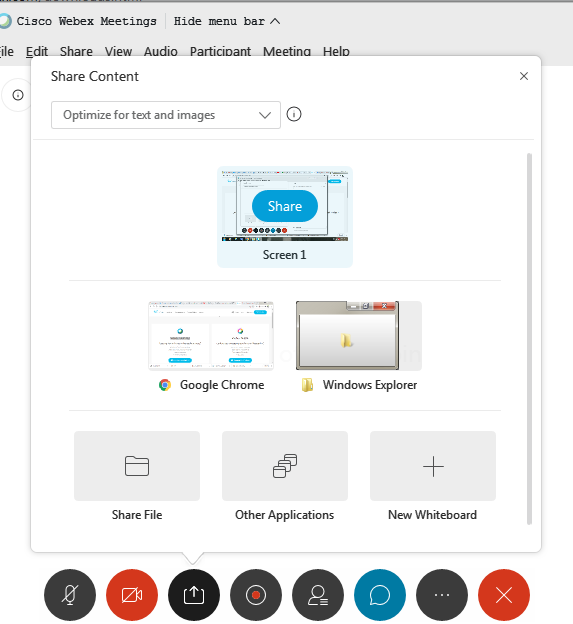 Cisco Webex Meetings Hide menu bar
File Edit Share View Audio Participant Meeting Help
Share Content
Optimize for text and images
Share
Screen 1
Google Chrome Windows Explorer
Share File Other Applications New Whiteboard